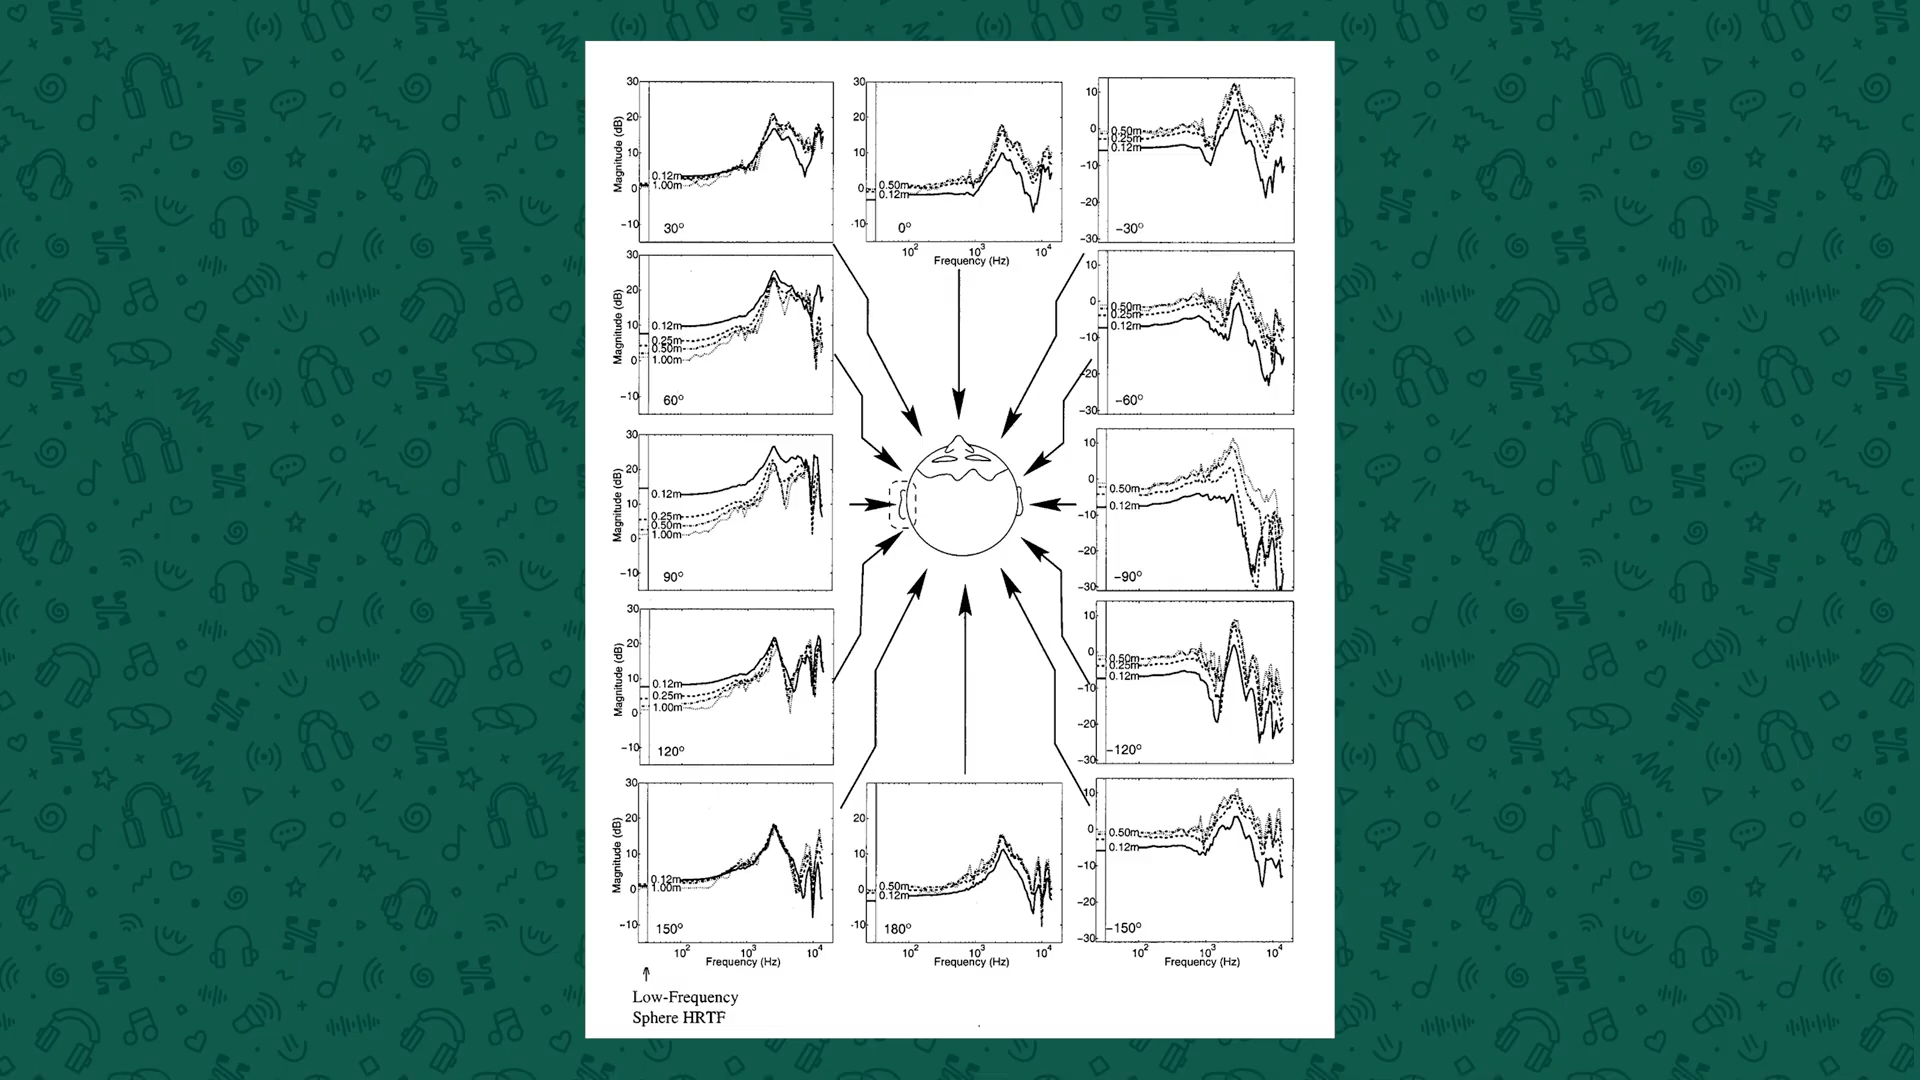 30
20
10
0
−10
Magnitude (dB)
0.12m
1.00m
30°
30
20
10
0
−10
0.50m
0.12m
0°
10² 10³ 10⁴
Frequency (Hz)
10
0
−10
−20
−30
0.50m
0.25m
0.12m
−30°
30
20
10
0
−10
Magnitude (dB)
0.12m
0.25m
0.50m
1.00m
60°
10
0
−10
−20
−30
0.50m
0.25m
0.12m
−60°
30
20
10
0
−10
Magnitude (dB)
0.12m
0.25m
0.50m
1.00m
90°
10
0
−10
−20
−30
0.50m
0.12m
−90°
30
20
10
0
−10
Magnitude (dB)
0.12m
0.25m
1.00m
120°
10
0
−10
−20
−30
0.50m
0.25m
0.12m
−120°
30
20
10
0
−10
Magnitude (dB)
0.12m
1.00m
150°
10² 10³ 10⁴
Frequency (Hz)
30
20
10
0
−10
0.50m
0.12m
180°
10² 10³ 10⁴
Frequency (Hz)
10
0
−10
−20
−30
0.50m
0.12m
−150°
10² 10³ 10⁴
Frequency (Hz)
Low-Frequency
Sphere HRTF